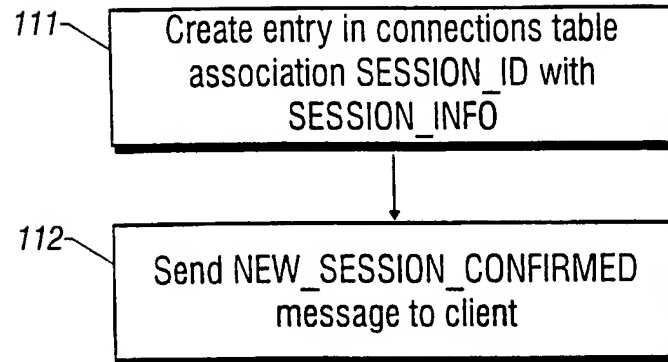 111
Create entry in connections table
association SESSION_ID with
SESSION_INFO
112
Send NEW_SESSION_CONFIRMED
message to client